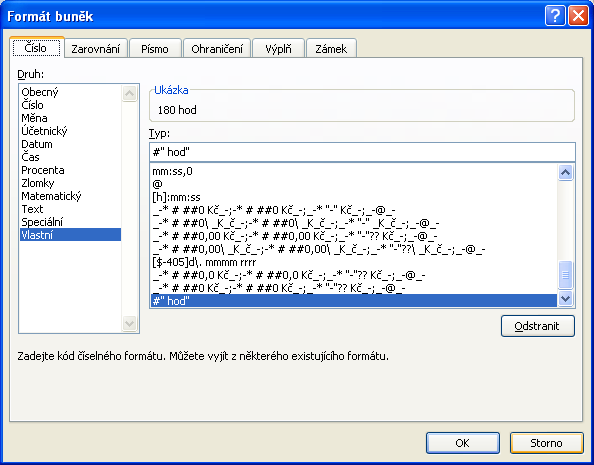 Formát buněk
Číslo Zarovnání Písmo Ohraničení Výplň Zámek
Druh:
Obecný
Číslo
Měna
Účetnický
Datum
Čas
Procenta
Zlomky
Matematický
Text
Speciální
Vlastní
Ukázka
180 hod
Typ:
#" hod"
mm:ss,0
@
[h]:mm:ss
_-* # ##0 Kč_-;-* # ##0 Kč_-;_-* "-" Kč_-;_-@_-
_-* # ##0\ _K_č_-;-* # ##0\ _K_č_-;_-* "-"_K_č_-;_-@_-
_-* # ##0,00 Kč_-;-* # ##0,00 Kč_-;_-* "-"?? Kč_-;_-@_-
_-* # ##0,00\ _K_č_-;-* # ##0,00\ _K_č_-;_-* "-"??\ _K_č_-;_-@_-
[$-405]d\. mmmm rrrr
_-* # ##0,0 Kč_-;-* # ##0,0 Kč_-;_-* "-"?? Kč_-;_-@_-
_-* # ##0 Kč_-;-* # ##0 Kč_-;_-* "-"?? Kč_-;_-@_-
#" hod"
Odstranit
Zadejte kód číselného formátu. Můžete vyjít z některého existujícího formátu.
OK Storno